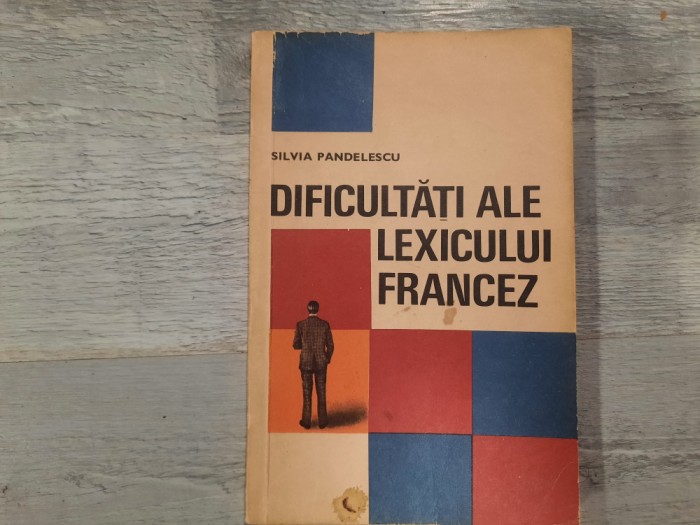 SILVIA PANDELESCU
DIFICULTĂȚI ALE
LEXICULUI
FRANCEZ